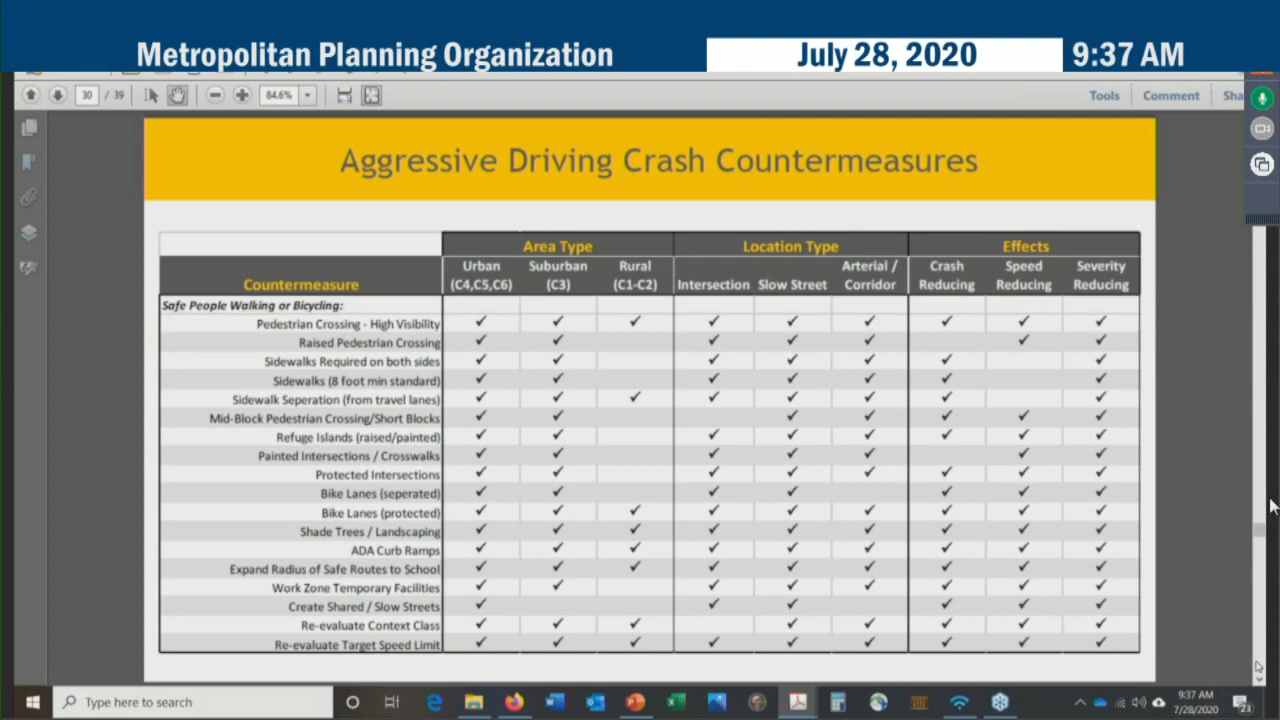 Metropolitan Planning Organization July 28, 2020 9:37 AM
30 / 39 84.6% Tools Comment Sha
Aggressive Driving Crash Countermeasures
Area Type Location Type Effects
Countermeasure Urban (C4,C5,C6) Suburban (C3) Rural (C1-C2) Intersection Slow Street Arterial / Corridor Crash Reducing Speed Reducing Severity Reducing
Safe People Walking or Bicycling:
Pedestrian Crossing - High Visibility ✓ ✓ ✓ ✓ ✓ ✓ ✓ ✓ ✓
Raised Pedestrian Crossing ✓ ✓ ✓ ✓ ✓ ✓ ✓
Sidewalks Required on both sides ✓ ✓ ✓ ✓ ✓ ✓ ✓
Sidewalks (8 foot min standard) ✓ ✓ ✓ ✓ ✓ ✓ ✓
Sidewalk Seperation (from travel lanes) ✓ ✓ ✓ ✓ ✓ ✓ ✓ ✓
Mid-Block Pedestrian Crossing/Short Blocks ✓ ✓ ✓ ✓ ✓ ✓ ✓
Refuge Islands (raised/painted) ✓ ✓ ✓ ✓ ✓ ✓ ✓ ✓
Painted Intersections / Crosswalks ✓ ✓ ✓ ✓ ✓ ✓ ✓
Protected Intersections ✓ ✓ ✓ ✓ ✓ ✓ ✓ ✓
Bike Lanes (seperated) ✓ ✓ ✓ ✓ ✓ ✓ ✓
Bike Lanes (protected) ✓ ✓ ✓ ✓ ✓ ✓ ✓ ✓ ✓
Shade Trees / Landscaping ✓ ✓ ✓ ✓ ✓ ✓ ✓ ✓ ✓
ADA Curb Ramps ✓ ✓ ✓ ✓ ✓ ✓ ✓ ✓ ✓
Expand Radius of Safe Routes to School ✓ ✓ ✓ ✓ ✓ ✓ ✓ ✓ ✓
Work Zone Temporary Facilities ✓ ✓ ✓ ✓ ✓ ✓ ✓ ✓
Create Shared / Slow Streets ✓ ✓ ✓ ✓ ✓ ✓
Re-evaluate Context Class ✓ ✓ ✓ ✓ ✓ ✓ ✓ ✓
Re-evaluate Target Speed Limit ✓ ✓ ✓ ✓ ✓ ✓ ✓ ✓ ✓
Type here to search 9:37 AM
7/28/2020 23